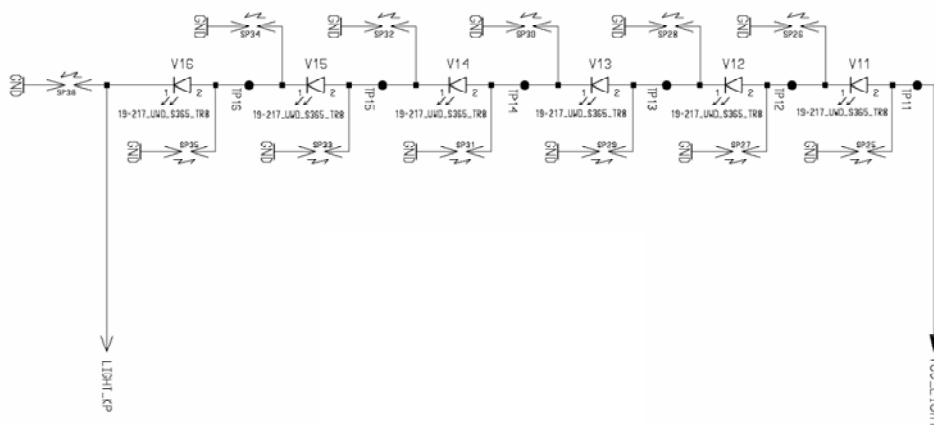 GND SP34 GND SP32 GND SP30 GND SP28 GND SP26
V16 V15 V14 V13 V12 V11
GND SP36 1 2 TP16 1 2 TP15 1 2 TP14 1 2 TP13 1 2 TP12 1 2 TP11
19-217_UWD_S365_TR8 19-217_UWD_S365_TR8 19-217_UWD_S365_TR8 19-217_UWD_S365_TR8 19-217_UWD_S365_TR8 19-217_UWD_S365_TR8
GND SP35 GND SP33 GND SP31 GND SP29 GND SP27 GND SP25
LIGHT_KP